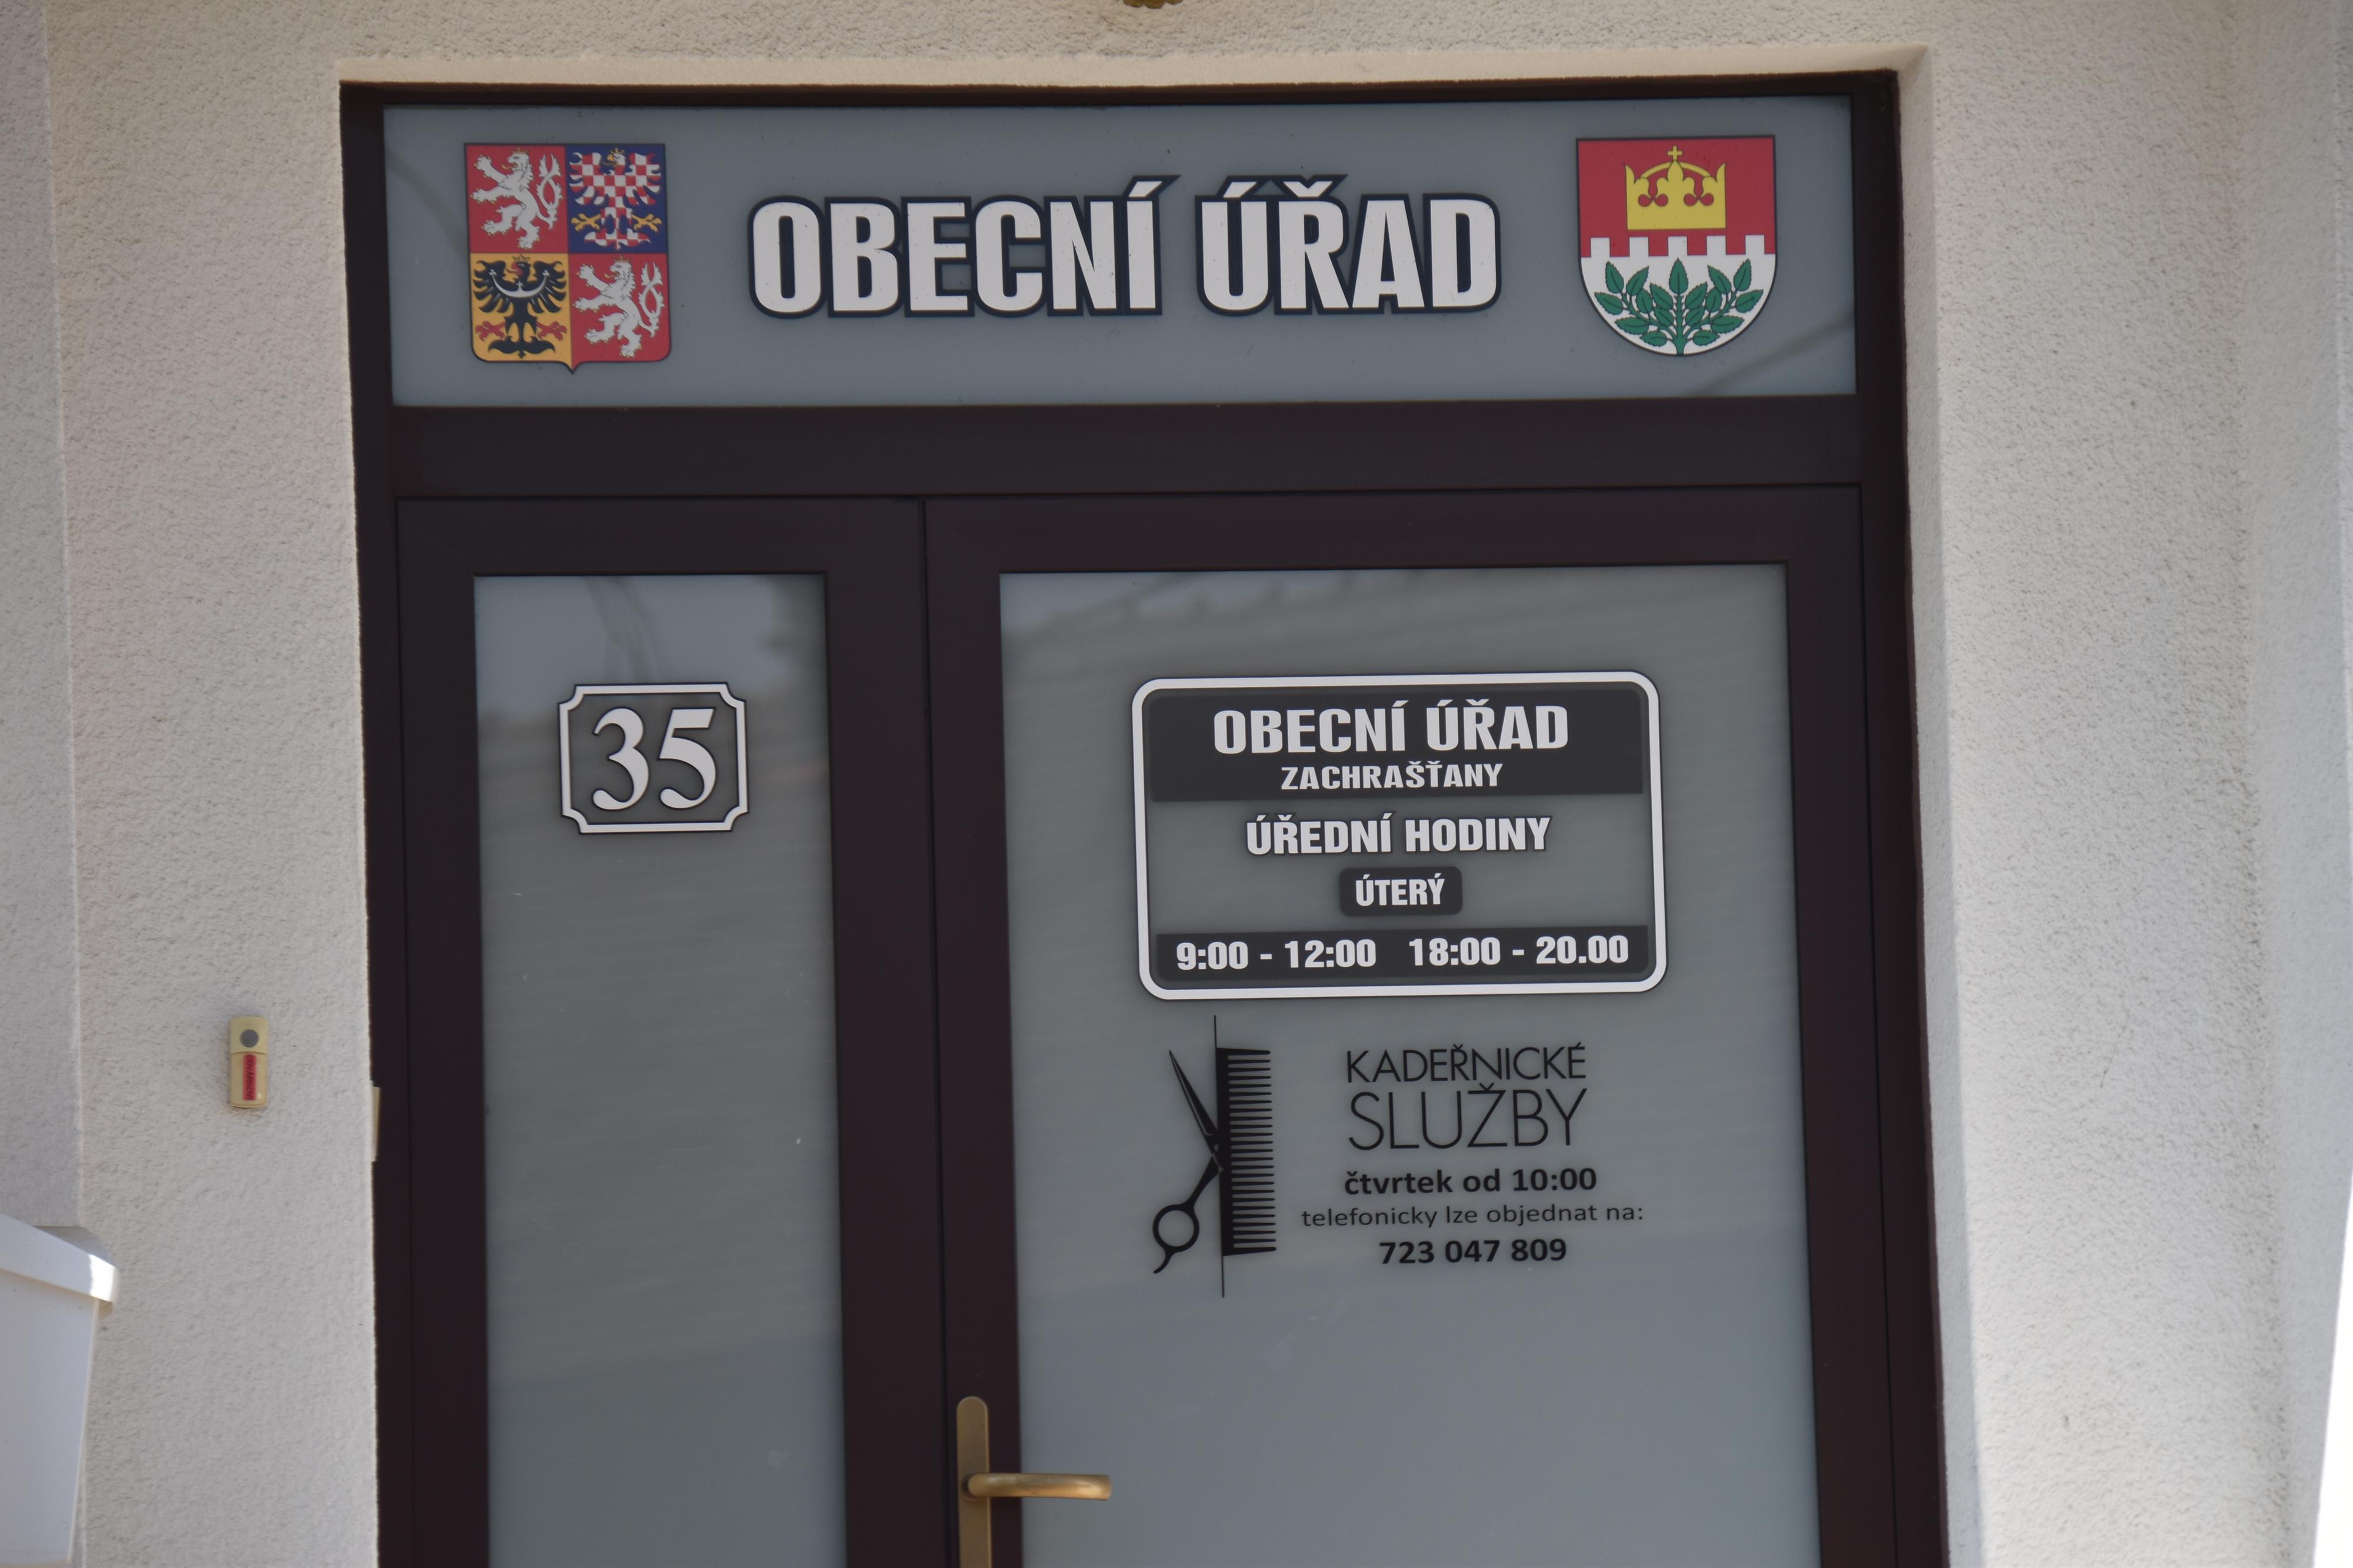 OBECNÍ ÚŘAD
35
OBECNÍ ÚŘAD
ZACHRAŠŤANY
ÚŘEDNÍ HODINY
ÚTERÝ
9:00 - 12:00 18:00 - 20.00
KADEŘNICKÉ
SLUŽBY
čtvrtek od 10:00
telefonicky lze objednat na:
723 047 809